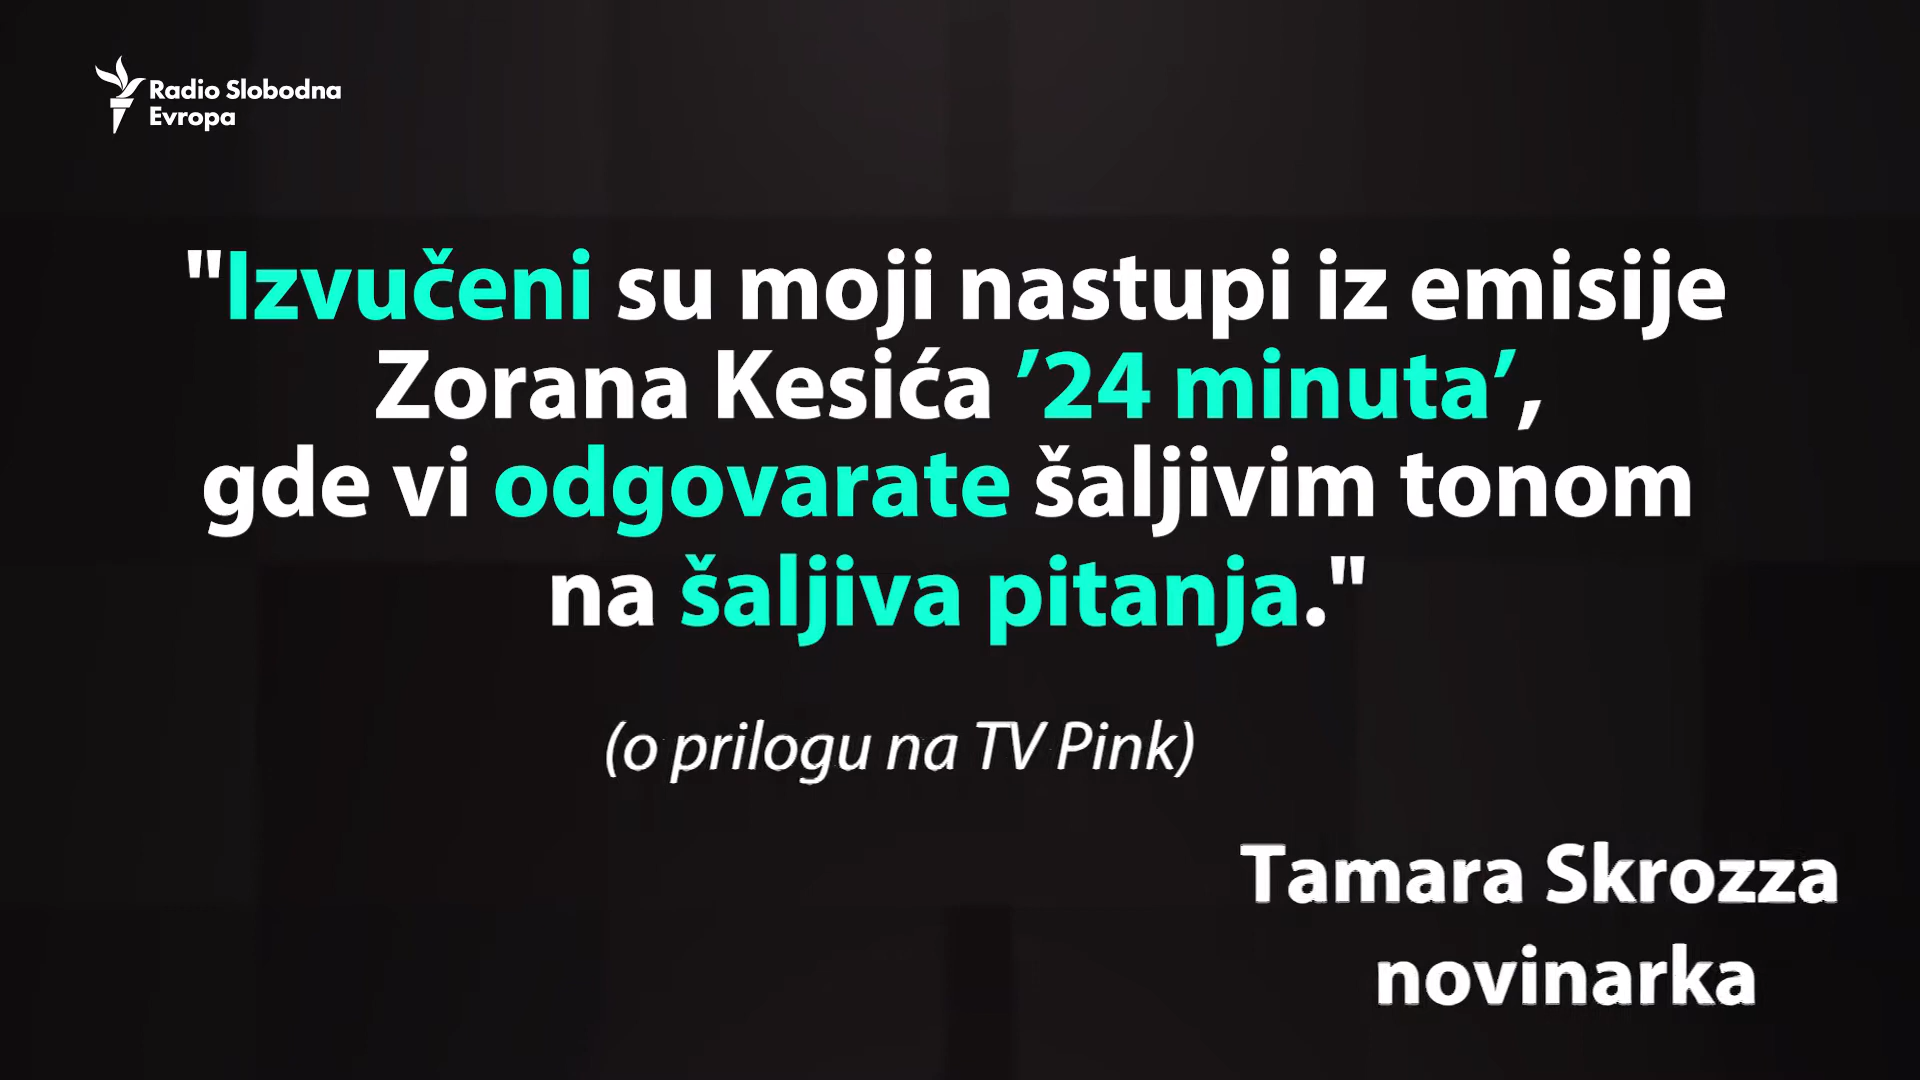 Radio Slobodna
Evropa
"Izvučeni su moji nastupi iz emisije
Zorana Kesića ’24 minuta’,
gde vi odgovarate šaljivim tonom
na šaljiva pitanja."
(o prilogu na TV Pink)
Tamara Skrozza
novinarka